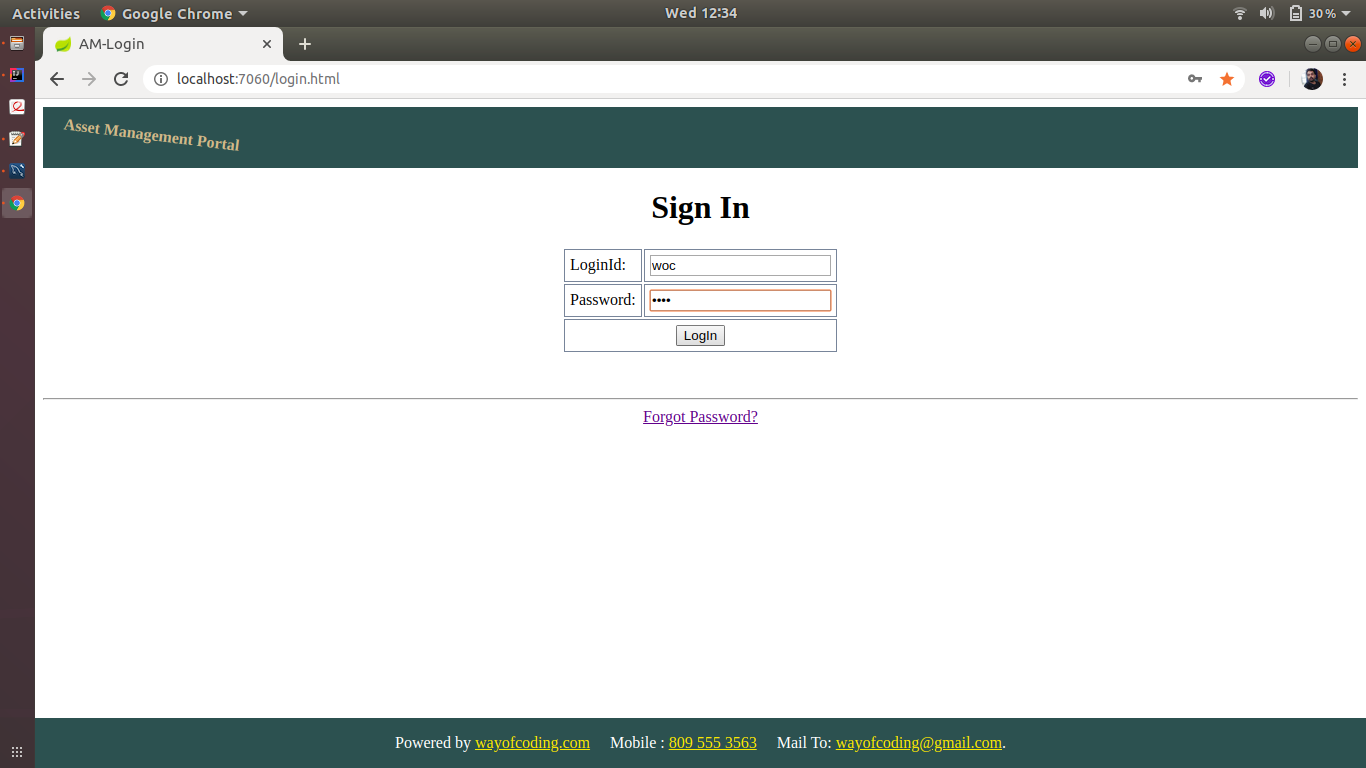 Activities Google Chrome Wed 12:34 30%
AM-Login
localhost:7060/login.html
Asset Management Portal
Sign In
LoginId: woc
Password: ••••
LogIn
Forgot Password?
Powered by wayofcoding.com Mobile : 809 555 3563 Mail To: wayofcoding@gmail.com.